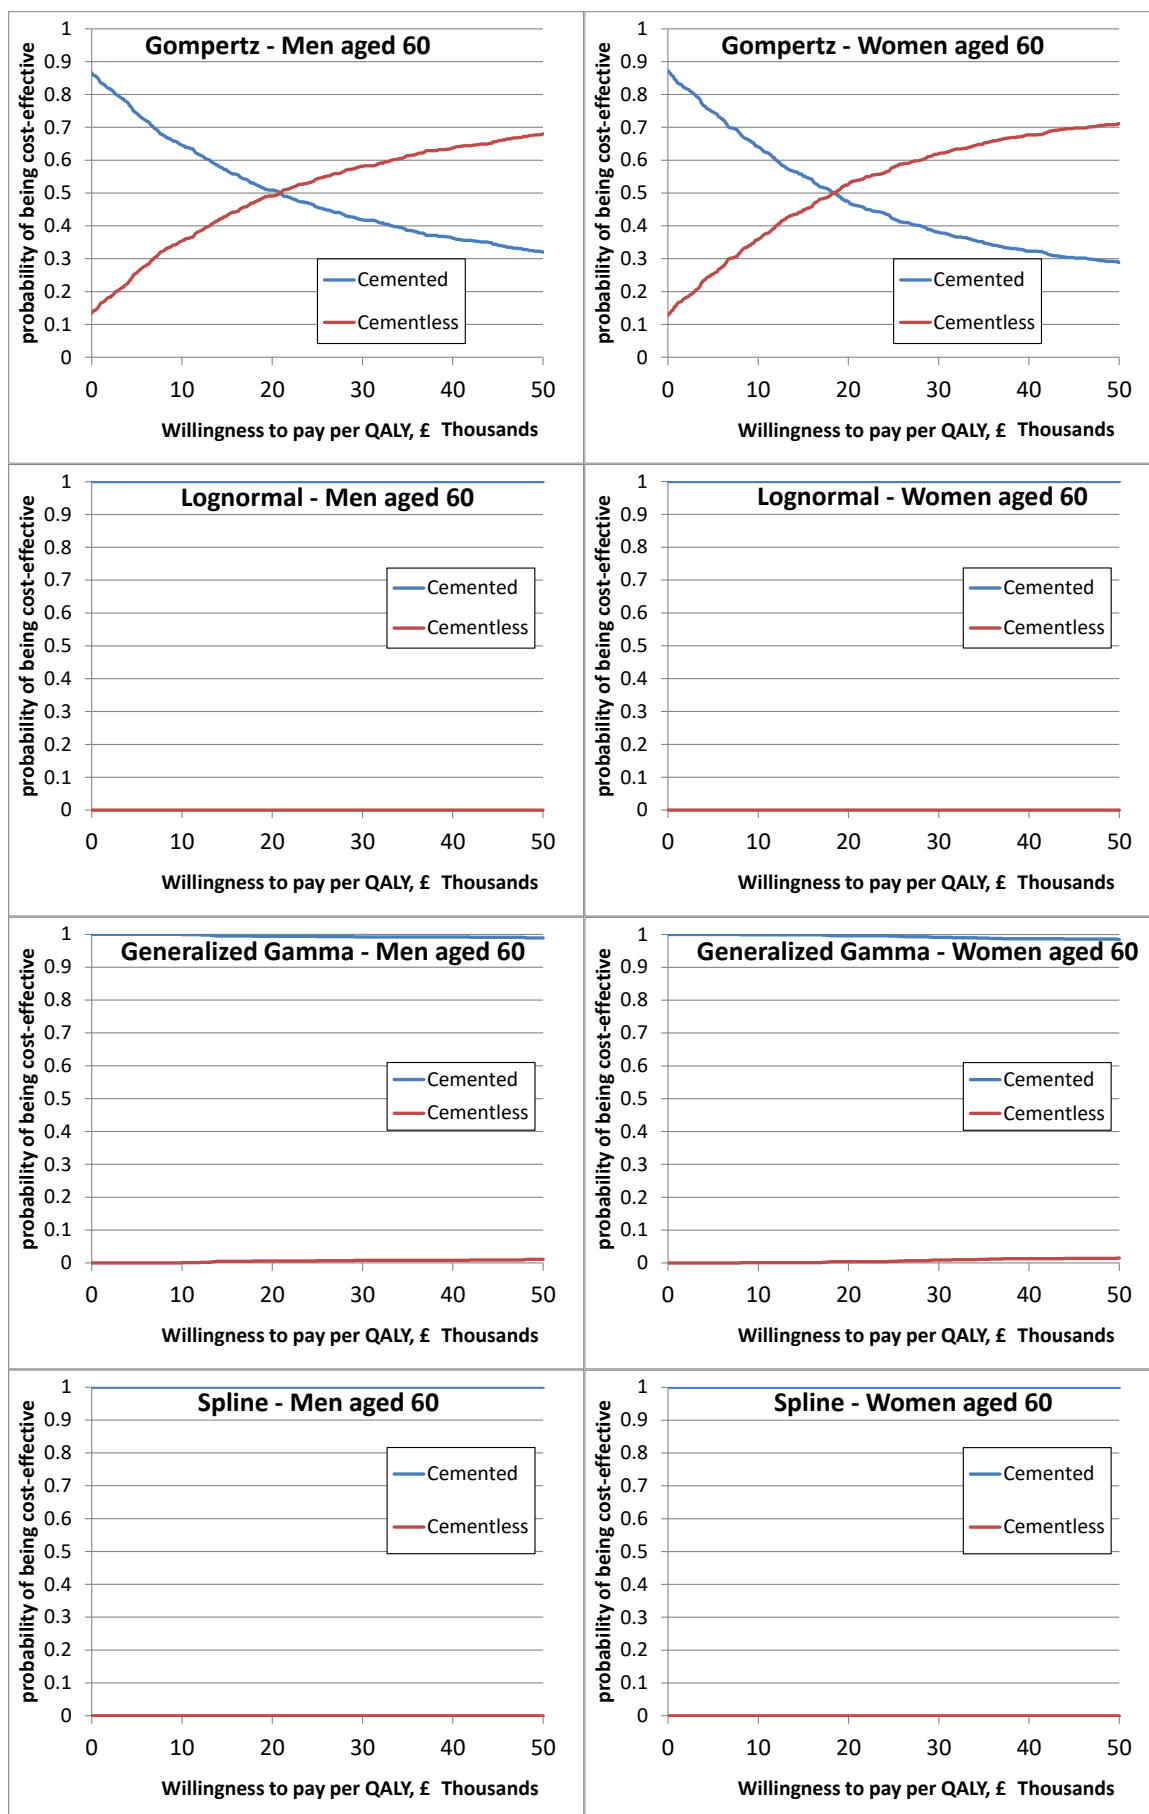 Gompertz - Men aged 60
probability of being cost-effective
1
0.9
0.8
0.7
0.6
0.5
0.4
0.3
0.2
0.1
0
Cemented
Cementless
0 10 20 30 40 50
Willingness to pay per QALY, £ Thousands
Gompertz - Women aged 60
probability of being cost-effective
1
0.9
0.8
0.7
0.6
0.5
0.4
0.3
0.2
0.1
0
Cemented
Cementless
0 10 20 30 40 50
Willingness to pay per QALY, £ Thousands
Lognormal - Men aged 60
probability of being cost-effective
1
0.9
0.8
0.7
0.6
0.5
0.4
0.3
0.2
0.1
0
Cemented
Cementless
0 10 20 30 40 50
Willingness to pay per QALY, £ Thousands
Lognormal - Women aged 60
probability of being cost-effective
1
0.9
0.8
0.7
0.6
0.5
0.4
0.3
0.2
0.1
0
Cemented
Cementless
0 10 20 30 40 50
Willingness to pay per QALY, £ Thousands
Generalized Gamma - Men aged 60
probability of being cost-effective
1
0.9
0.8
0.7
0.6
0.5
0.4
0.3
0.2
0.1
0
Cemented
Cementless
0 10 20 30 40 50
Willingness to pay per QALY, £ Thousands
Generalized Gamma - Women aged 60
probability of being cost-effective
1
0.9
0.8
0.7
0.6
0.5
0.4
0.3
0.2
0.1
0
Cemented
Cementless
0 10 20 30 40 50
Willingness to pay per QALY, £ Thousands
Spline - Men aged 60
probability of being cost-effective
1
0.9
0.8
0.7
0.6
0.5
0.4
0.3
0.2
0.1
0
Cemented
Cementless
0 10 20 30 40 50
Willingness to pay per QALY, £ Thousands
Spline - Women aged 60
probability of being cost-effective
1
0.9
0.8
0.7
0.6
0.5
0.4
0.3
0.2
0.1
0
Cemented
Cementless
0 10 20 30 40 50
Willingness to pay per QALY, £ Thousands